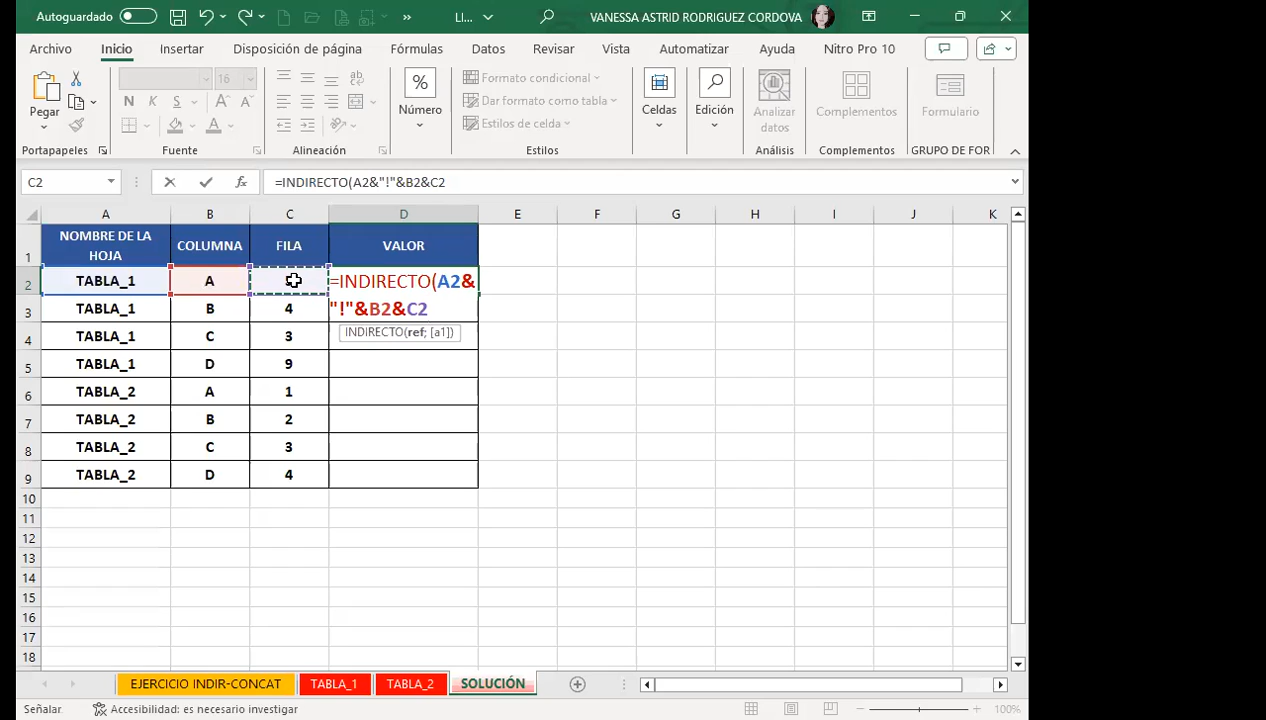 Autoguardado
LI...
VANESSA ASTRID RODRIGUEZ CORDOVA
Archivo Inicio Insertar Disposición de página Fórmulas Datos Revisar Vista Automatizar Ayuda Nitro Pro 10
Pegar
Portapapeles
16
N K S
Fuente
Alineación
%
Número
Formato condicional
Dar formato como tabla
Estilos de celda
Estilos
Celdas
Edición
Analizar
datos
Análisis
Complementos
Complementos
Formulario
GRUPO DE FOR
C2 fx =INDIRECTO(A2&"!"&B2&C2
A B C D E F G H I J K
1 NOMBRE DE LA HOJA COLUMNA FILA VALOR
2 TABLA_1 A =INDIRECTO(A2&
3 TABLA_1 B 4 "!"&B2&C2
INDIRECTO(ref; [a1])
4 TABLA_1 C 3
5 TABLA_1 D 9
6 TABLA_2 A 1
7 TABLA_2 B 2
8 TABLA_2 C 3
9 TABLA_2 D 4
10
11
12
13
14
15
16
17
18
EJERCICIO INDIR-CONCAT TABLA_1 TABLA_2 SOLUCIÓN
Señalar Accesibilidad: es necesario investigar 100%